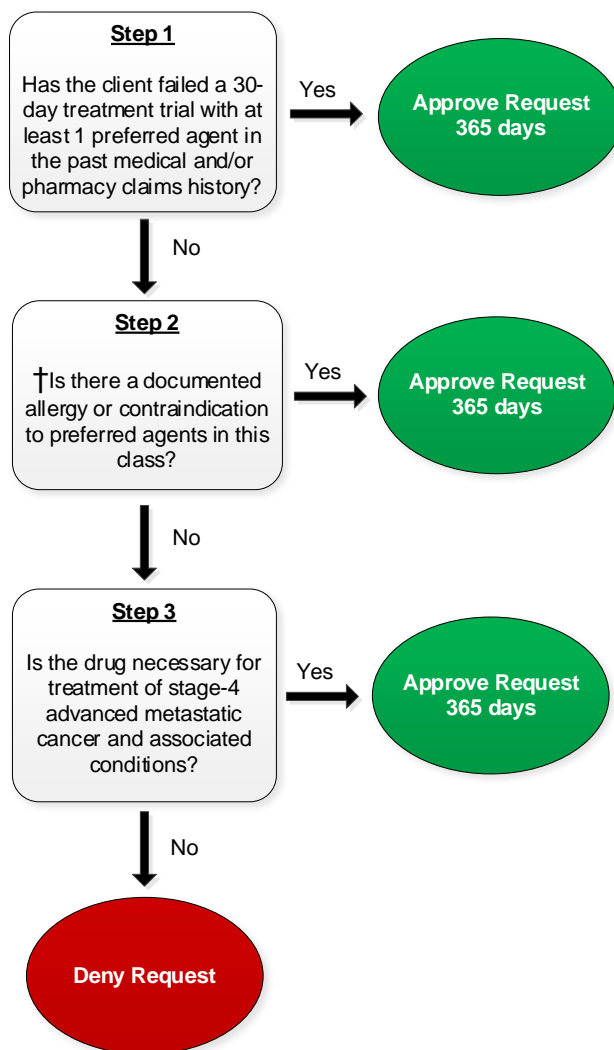 Step 1
Has the client failed a 30-
day treatment trial with at
least 1 preferred agent in
the past medical and/or
pharmacy claims history?
Yes
Approve Request
365 days
No
Step 2
†Is there a documented
allergy or contraindication
to preferred agents in this
class?
Yes
Approve Request
365 days
No
Step 3
Is the drug necessary for
treatment of stage-4
advanced metastatic
cancer and associated
conditions?
Yes
Approve Request
365 days
No
Deny Request